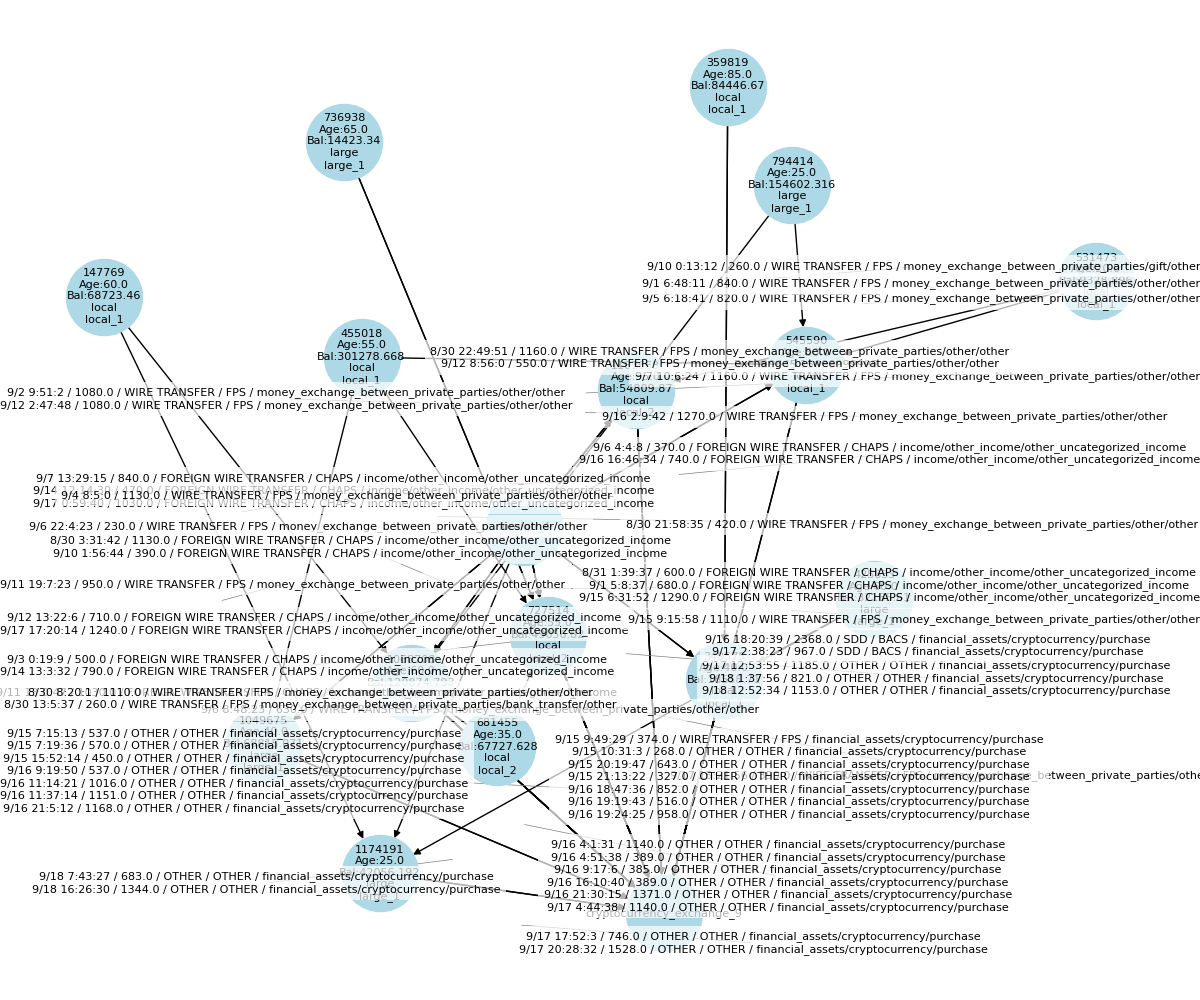 359819
Age:85.0
Bal:84446.67
local
local_1
736938
Age:65.0
Bal:14423.34
large
large_1
794414
Age:25.0
Bal:154602.316
large
large_1
531473
147769
Age:60.0
Bal:68723.46
local
local_1
9/10 0:13:12 / 260.0 / WIRE TRANSFER / FPS / money_exchange_between_private_parties/gift/other
9/1 6:48:11 / 840.0 / WIRE TRANSFER / FPS / money_exchange_between_private_parties/other/other
9/5 6:18:41 / 820.0 / WIRE TRANSFER / FPS / money_exchange_between_private_parties/other/other
local_1
455018
Age:55.0
Bal:301278.668
local
local_1
545590
8/30 22:49:51 / 1160.0 / WIRE TRANSFER / FPS / money_exchange_between_private_parties/other/other
9/12 8:56:0 / 550.0 / WIRE TRANSFER / FPS / money_exchange_between_private_parties/other/other
9/7 10:6:24 / 1160.0 / WIRE TRANSFER / FPS / money_exchange_between_private_parties/other/other
Bal:54809.87
local
local_2
local_1
9/2 9:51:2 / 1080.0 / WIRE TRANSFER / FPS / money_exchange_between_private_parties/other/other
9/12 2:47:48 / 1080.0 / WIRE TRANSFER / FPS / money_exchange_between_private_parties/other/other
9/16 2:9:42 / 1270.0 / WIRE TRANSFER / FPS / money_exchange_between_private_parties/other/other
9/6 4:4:8 / 370.0 / FOREIGN WIRE TRANSFER / CHAPS / income/other_income/other_uncategorized_income
9/16 16:46:34 / 740.0 / FOREIGN WIRE TRANSFER / CHAPS / income/other_income/other_uncategorized_income
9/7 13:29:15 / 840.0 / FOREIGN WIRE TRANSFER / CHAPS / income/other_income/other_uncategorized_income
9/4 8:5:0 / 1130.0 / WIRE TRANSFER / FPS / money_exchange_between_private_parties/other/other
9/17 0:59:40 / 1030.0 / FOREIGN WIRE TRANSFER / CHAPS / income/other_income/other_uncategorized_income
9/6 22:4:23 / 230.0 / WIRE TRANSFER / FPS / money_exchange_between_private_parties/other/other
8/30 21:58:35 / 420.0 / WIRE TRANSFER / FPS / money_exchange_between_private_parties/other/other
8/30 3:31:42 / 1130.0 / FOREIGN WIRE TRANSFER / CHAPS / income/other_income/other_uncategorized_income
9/10 1:56:44 / 390.0 / FOREIGN WIRE TRANSFER / CHAPS / income/other_income/other_uncategorized_income
8/31 1:39:37 / 600.0 / FOREIGN WIRE TRANSFER / CHAPS / income/other_income/other_uncategorized_income
9/1 5:8:37 / 680.0 / FOREIGN WIRE TRANSFER / CHAPS / income/other_income/other_uncategorized_income
9/15 6:31:52 / 1290.0 / FOREIGN WIRE TRANSFER / CHAPS / income/other_income/other_uncategorized_income
large
9/11 19:7:23 / 950.0 / WIRE TRANSFER / FPS / money_exchange_between_private_parties/other/other
727514
local
9/12 13:22:6 / 710.0 / FOREIGN WIRE TRANSFER / CHAPS / income/other_income/other_uncategorized_income
9/17 17:20:14 / 1240.0 / FOREIGN WIRE TRANSFER / CHAPS / income/other_income/other_uncategorized_income
9/15 9:15:58 / 1110.0 / WIRE TRANSFER / FPS / money_exchange_between_private_parties/other/other
9/16 18:20:39 / 2368.0 / SDD / BACS / financial_assets/cryptocurrency/purchase
9/17 2:38:23 / 967.0 / SDD / BACS / financial_assets/cryptocurrency/purchase
9/17 12:53:55 / 1185.0 / OTHER / OTHER / financial_assets/cryptocurrency/purchase
9/18 1:37:56 / 821.0 / OTHER / OTHER / financial_assets/cryptocurrency/purchase
9/18 12:52:34 / 1153.0 / OTHER / OTHER / financial_assets/cryptocurrency/purchase
9/3 0:19:9 / 500.0 / FOREIGN WIRE TRANSFER / CHAPS / income/other_income/other_uncategorized_income
9/14 13:3:32 / 790.0 / FOREIGN WIRE TRANSFER / CHAPS / income/other_income/other_uncategorized_income
8/30 4:8:20 / 1110.0 / WIRE TRANSFER / FPS / money_exchange_between_private_parties/other/other
8/30 13:5:37 / 260.0 / WIRE TRANSFER / FPS / money_exchange_between_private_parties/bank_transfer/other
1049675
681455
Age:35.0
Bal:67727.628
local
local_2
9/15 7:15:13 / 537.0 / OTHER / OTHER / financial_assets/cryptocurrency/purchase
9/15 7:19:36 / 570.0 / OTHER / OTHER / financial_assets/cryptocurrency/purchase
9/15 15:52:14 / 450.0 / OTHER / OTHER / financial_assets/cryptocurrency/purchase
9/16 9:19:50 / 537.0 / OTHER / OTHER / financial_assets/cryptocurrency/purchase
9/16 11:14:21 / 1016.0 / OTHER / OTHER / financial_assets/cryptocurrency/purchase
9/16 11:37:14 / 1151.0 / OTHER / OTHER / financial_assets/cryptocurrency/purchase
9/16 21:5:12 / 1168.0 / OTHER / OTHER / financial_assets/cryptocurrency/purchase
9/15 9:49:29 / 374.0 / WIRE TRANSFER / FPS / financial_assets/cryptocurrency/purchase
9/15 10:31:3 / 268.0 / OTHER / OTHER / financial_assets/cryptocurrency/purchase
9/15 20:19:47 / 643.0 / OTHER / OTHER / financial_assets/cryptocurrency/purchase
9/15 21:13:22 / 327.0 / OTHER / OTHER / financial_assets/cryptocurrency/purchase
9/16 18:47:36 / 852.0 / OTHER / OTHER / financial_assets/cryptocurrency/purchase
9/16 19:19:43 / 516.0 / OTHER / OTHER / financial_assets/cryptocurrency/purchase
9/16 19:24:25 / 958.0 / OTHER / OTHER / financial_assets/cryptocurrency/purchase
1174191
Age:25.0
9/18 7:43:27 / 683.0 / OTHER / OTHER / financial_assets/cryptocurrency/purchase
9/18 16:26:30 / 1344.0 / OTHER / OTHER / financial_assets/cryptocurrency/purchase
9/16 4:1:31 / 1140.0 / OTHER / OTHER / financial_assets/cryptocurrency/purchase
9/16 4:51:38 / 389.0 / OTHER / OTHER / financial_assets/cryptocurrency/purchase
9/16 9:17:6 / 385.0 / OTHER / OTHER / financial_assets/cryptocurrency/purchase
9/16 16:10:40 / 389.0 / OTHER / OTHER / financial_assets/cryptocurrency/purchase
9/16 21:30:15 / 1371.0 / OTHER / OTHER / financial_assets/cryptocurrency/purchase
9/17 4:44:38 / 1140.0 / OTHER / OTHER / financial_assets/cryptocurrency/purchase
cryptocurrency_exchange_9
9/17 17:52:3 / 746.0 / OTHER / OTHER / financial_assets/cryptocurrency/purchase
9/17 20:28:32 / 1528.0 / OTHER / OTHER / financial_assets/cryptocurrency/purchase